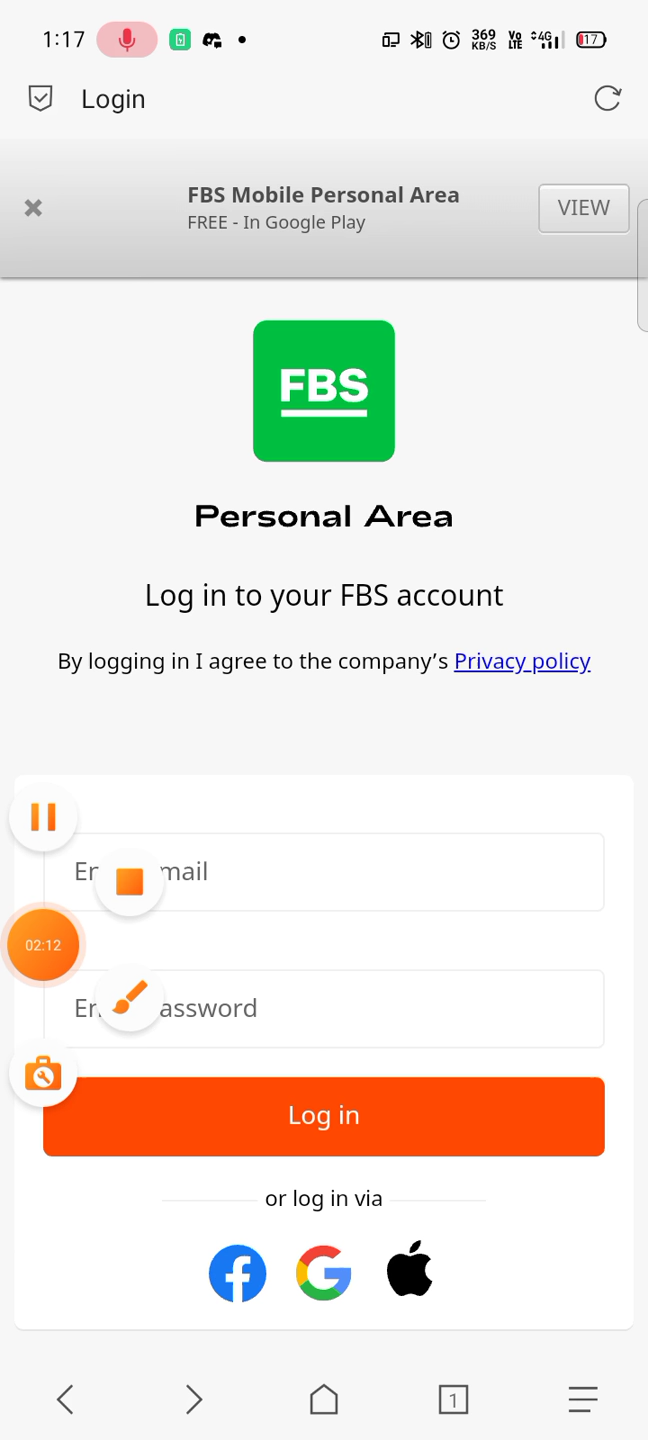 1:17
369
KB/S
Vo
LTE
4G
17
Login
FBS Mobile Personal Area
FREE - In Google Play
VIEW
FBS
Personal Area
Log in to your FBS account
By logging in I agree to the company’s Privacy policy
02:12
Log in
or log in via
1